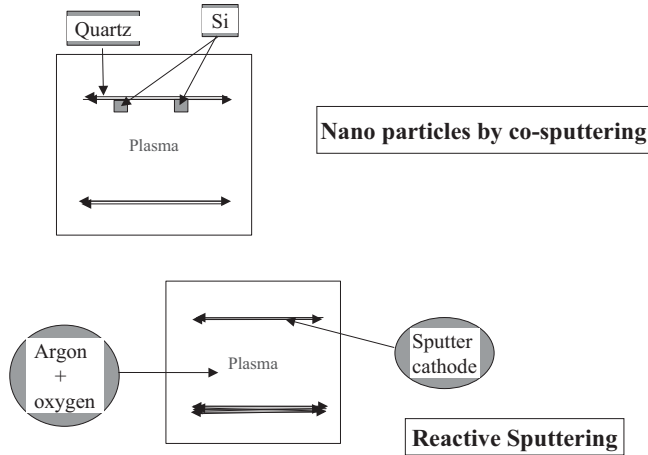 Quartz
Si
Plasma
Nano particles by co-sputtering
Argon
+
oxygen
Plasma
Sputter
cathode
Reactive Sputtering